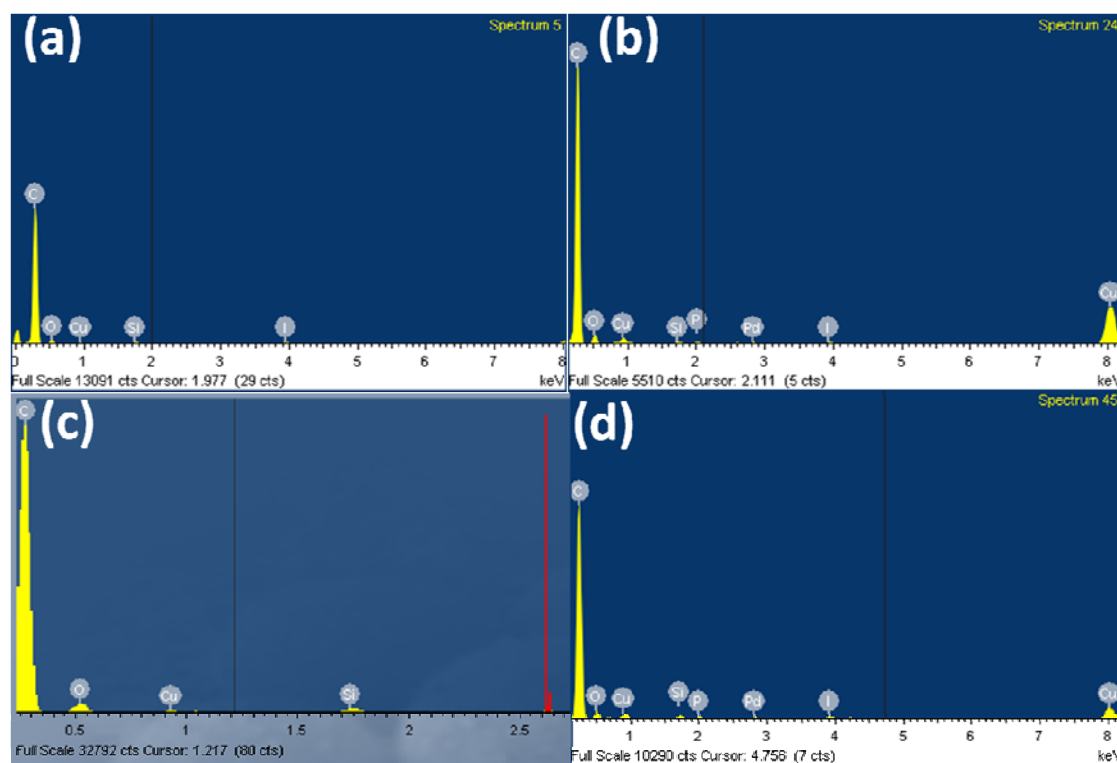 (a)
Spectrum 5
C
O Cu Si I
0 1 2 3 4 5 6 7 8
Full Scale 13091 cts Cursor: 1.977 (29 cts) keV
(b)
Spectrum 24
C
O Cu Si P Pd I Cu
1 2 3 4 5 6 7 8
Full Scale 5510 cts Cursor: 2.111 (5 cts) keV
(c)
C
O Cu Si
0.5 1 1.5 2 2.5
Full Scale 32792 cts Cursor: 1.217 (80 cts)
(d)
Spectrum 45
C
O Cu Si P Pd I Cu
1 2 3 4 5 6 7 8
Full Scale 10290 cts Cursor: 4.756 (7 cts) keV